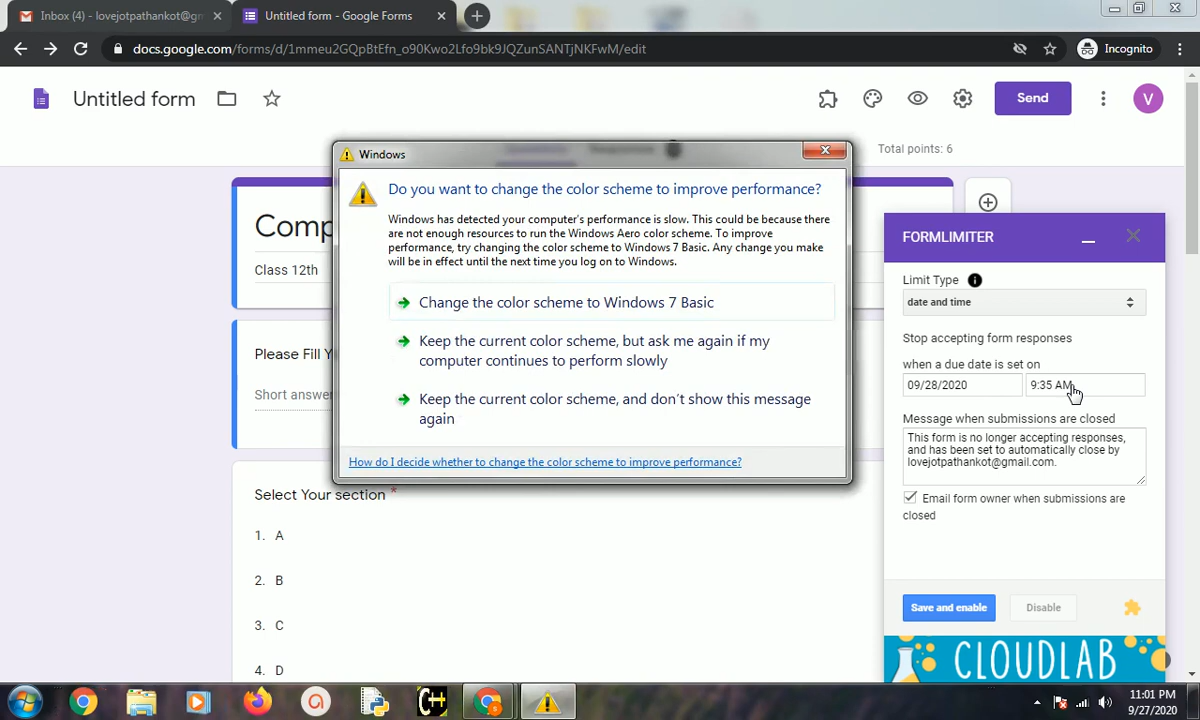 Inbox (4) - lovejotpathankot@gm
Untitled form - Google Forms
docs.google.com/forms/d/1mmeu2GQpBtEfn_o90Kwo2Lfo9bk9JQZunSANTjNKFwM/edit
Incognito
Untitled form
Send
V
Total points: 6
Comp
Class 12th
Please Fill Y
Short answer
Select Your section *
1. A
2. B
3. C
4. D
Windows
Do you want to change the color scheme to improve performance?
Windows has detected your computer's performance is slow. This could be because there
are not enough resources to run the Windows Aero color scheme. To improve
performance, try changing the color scheme to Windows 7 Basic. Any change you make
will be in effect until the next time you log on to Windows.
Change the color scheme to Windows 7 Basic
Keep the current color scheme, but ask me again if my
computer continues to perform slowly
Keep the current color scheme, and don't show this message
again
How do I decide whether to change the color scheme to improve performance?
FORMLIMITER
Limit Type
date and time
Stop accepting form responses
when a due date is set on
09/28/2020 9:35 AM
Message when submissions are closed
This form is no longer accepting responses,
and has been set to automatically close by
lovejotpathankot@gmail.com.
Email form owner when submissions are
closed
Save and enable
Disable
CLOUDLAB
11:01 PM
9/27/2020